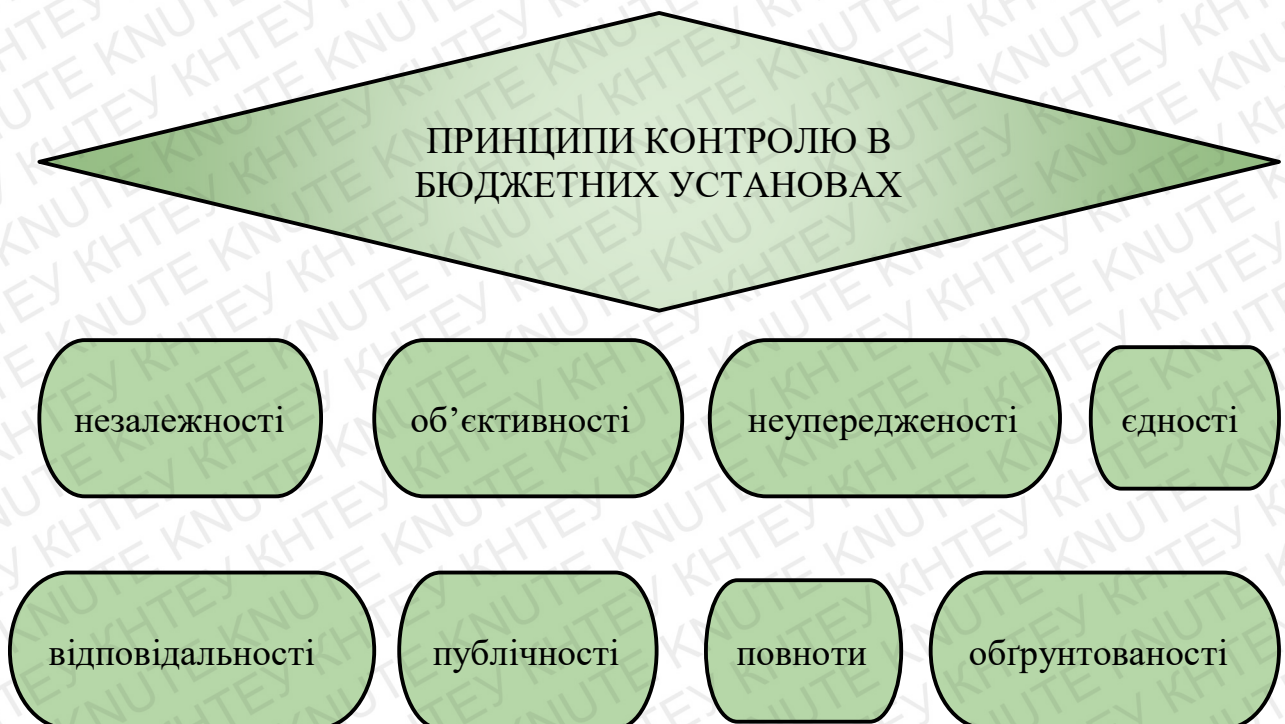 ПРИНЦИПИ КОНТРОЛЮ В
БЮДЖЕТНИХ УСТАНОВАХ
незалежності
об’єктивності
неупередженості
єдності
відповідальності
публічності
повноти
обґрунтованості